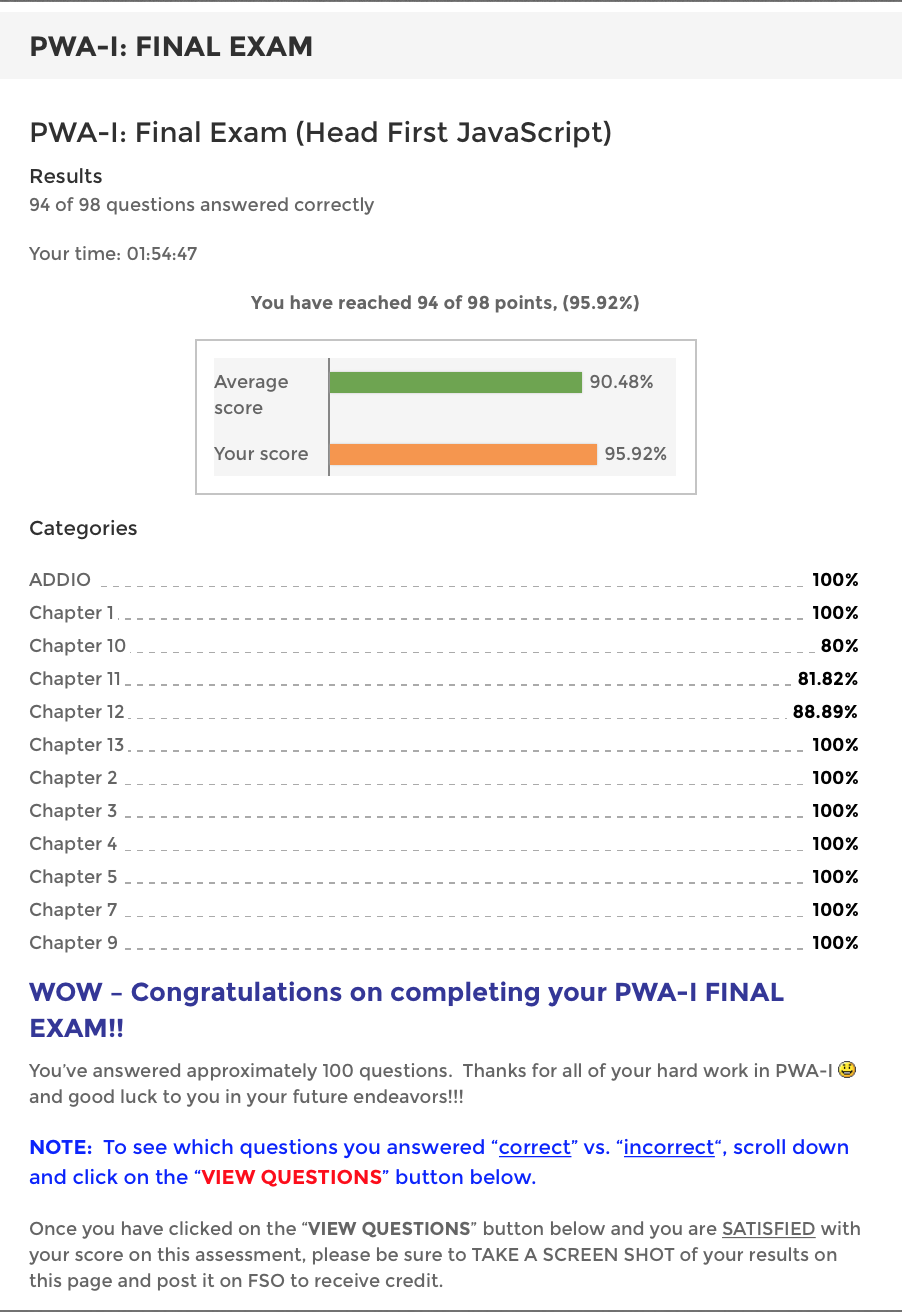 PWA-I: FINAL EXAM
PWA-I: Final Exam (Head First JavaScript)
Results
94 of 98 questions answered correctly
Your time: 01:54:47
You have reached 94 of 98 points, (95.92%)
Average
score
90.48%
Your score
95.92%
Categories
ADDIO 100%
Chapter 1 100%
Chapter 10 80%
Chapter 11 81.82%
Chapter 12 88.89%
Chapter 13 100%
Chapter 2 100%
Chapter 3 100%
Chapter 4 100%
Chapter 5 100%
Chapter 7 100%
Chapter 9 100%
WOW – Congratulations on completing your PWA-I FINAL
EXAM!!
You’ve answered approximately 100 questions.  Thanks for all of your hard work in PWA-I
and good luck to you in your future endeavors!!!
NOTE:  To see which questions you answered “correct” vs. “incorrect“, scroll down
and click on the “VIEW QUESTIONS” button below.
Once you have clicked on the “VIEW QUESTIONS” button below and you are SATISFIED with
your score on this assessment, please be sure to TAKE A SCREEN SHOT of your results on
this page and post it on FSO to receive credit.